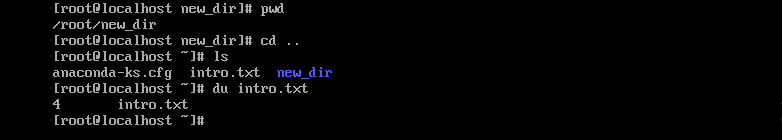 [root@localhost new_dir]# pwd
/root/new_dir
[root@localhost new_dir]# cd ..
[root@localhost ~]# ls
anaconda-ks.cfg  intro.txt  new_dir
[root@localhost ~]# du intro.txt
4       intro.txt
[root@localhost ~]#